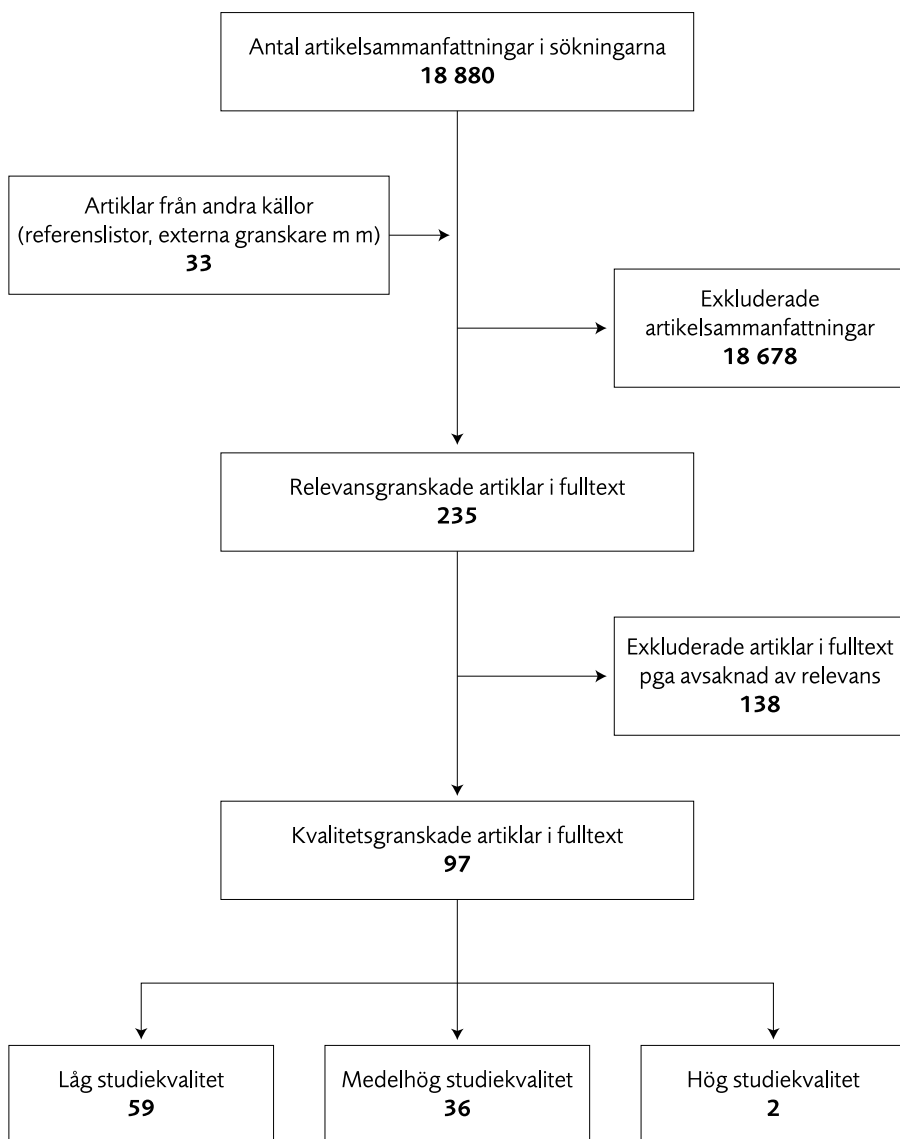 Antal artikelsammanfattningar i sökningarna
18 880
Artiklar från andra källor
(referenslistor, externa granskare m m)
33
Exkluderade
artikelsammanfattningar
18 678
Relevansgranskade artiklar i fulltext
235
Exkluderade artiklar i fulltext
pga avsaknad av relevans
138
Kvalitetsgranskade artiklar i fulltext
97
Låg studiekvalitet
59
Medelhög studiekvalitet
36
Hög studiekvalitet
2